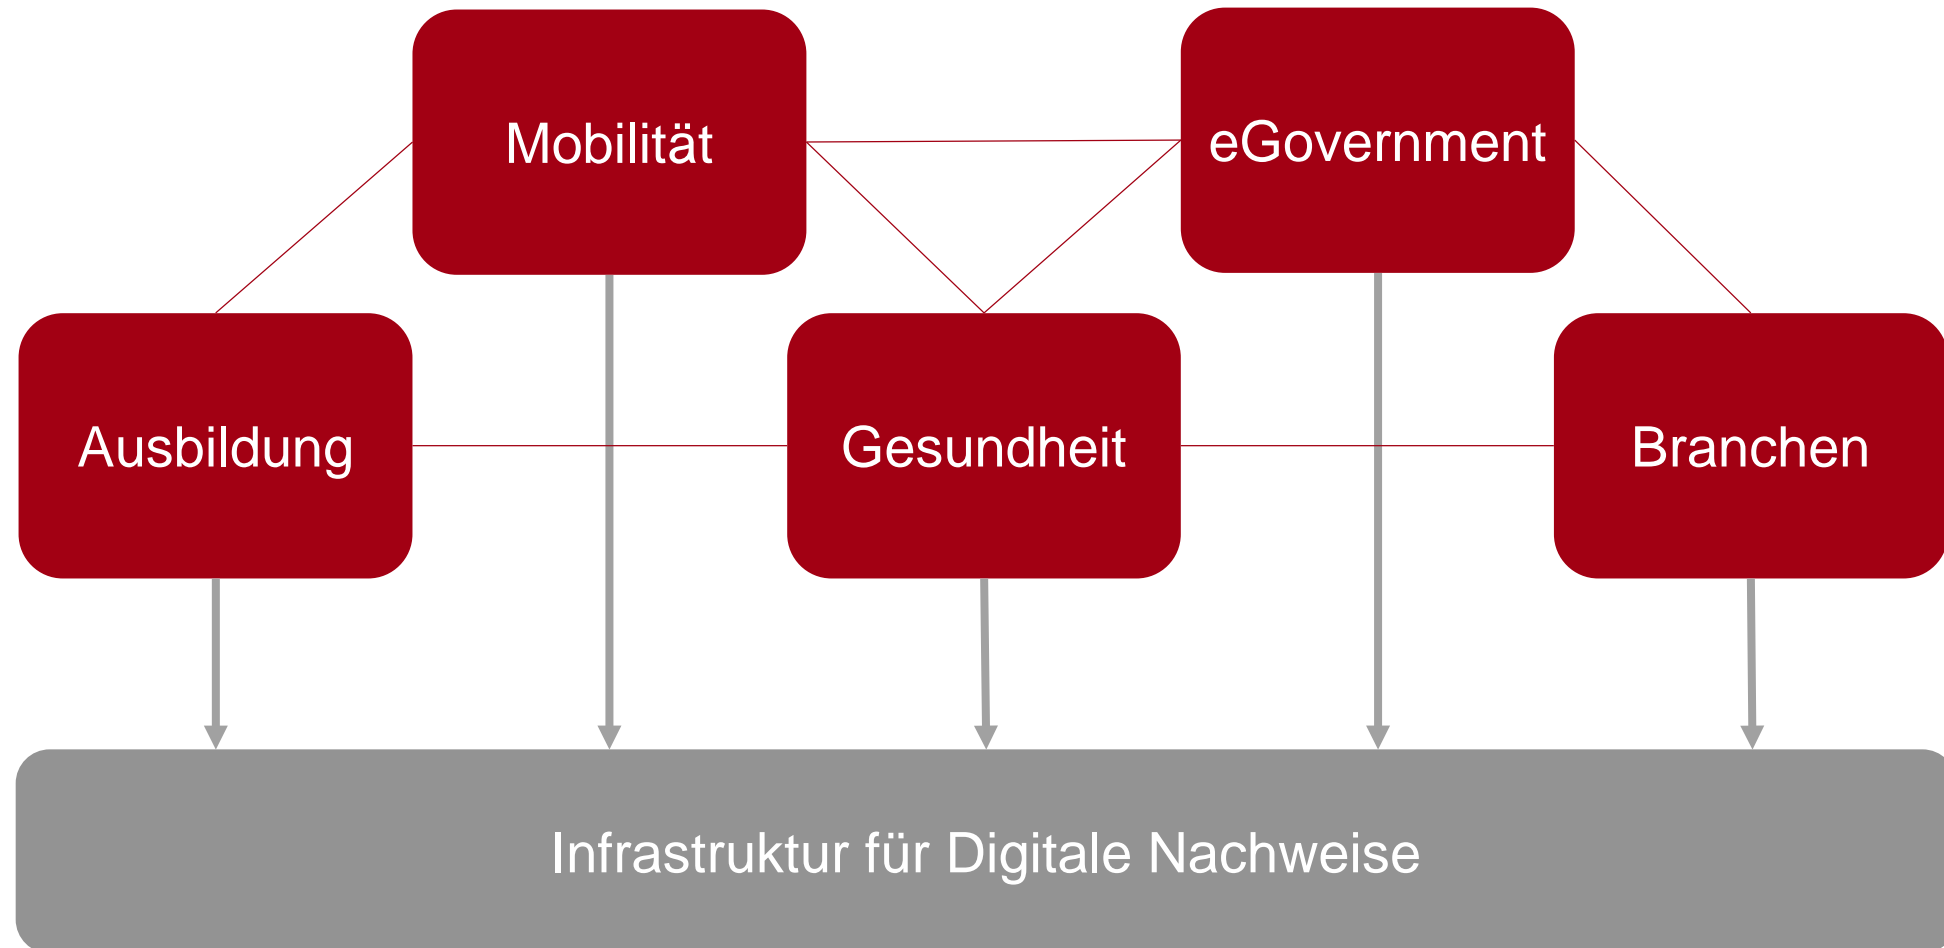 Mobilität
eGovernment
Ausbildung
Gesundheit
Branchen
Infrastruktur für Digitale Nachweise